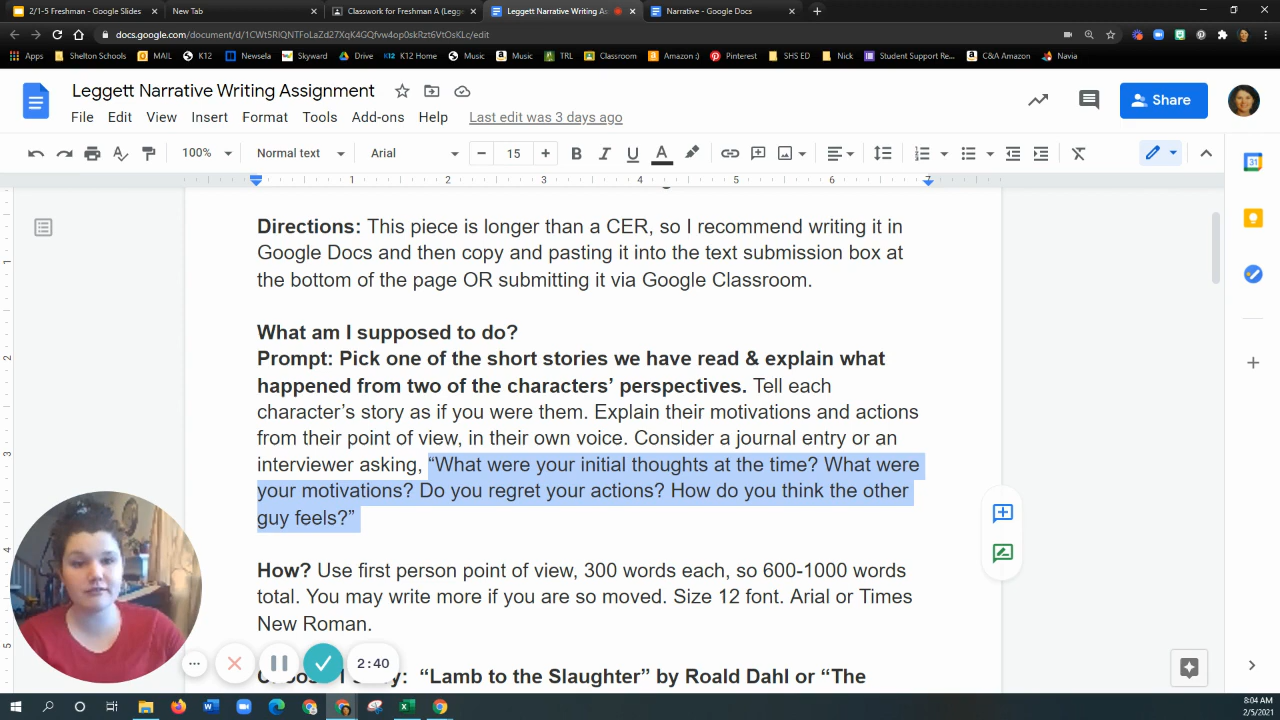 2/1-5 Freshman - Google Slides
New Tab
Classwork for Freshman A (Legge
Leggett Narrative Writing As
Narrative - Google Docs
docs.google.com/document/d/1CWt5RlQNTFoLaZd27XqK4GQfvw4op0skRzt6VtOsKLc/edit
Apps
Shelton Schools
MAIL
K12
Newsela
Skyward
Drive
K12 Home
Music
Music
TRL
Classroom
Amazon :)
Pinterest
SHS ED
Nick
Student Support Re...
C&A Amazon
Navia
Leggett Narrative Writing Assignment
File Edit View Insert Format Tools Add-ons Help Last edit was 3 days ago
Share
100% Normal text Arial 15
1 2 3 4 5 6 7
Directions: This piece is longer than a CER, so I recommend writing it in
Google Docs and then copy and pasting it into the text submission box at
the bottom of the page OR submitting it via Google Classroom.
What am I supposed to do?
Prompt: Pick one of the short stories we have read & explain what
happened from two of the characters’ perspectives. Tell each
character’s story as if you were them. Explain their motivations and actions
from their point of view, in their own voice. Consider a journal entry or an
interviewer asking, “What were your initial thoughts at the time? What were
your motivations? Do you regret your actions? How do you think the other
guy feels?”
How? Use first person point of view, 300 words each, so 600-1000 words
total. You may write more if you are so moved. Size 12 font. Arial or Times
New Roman.
“Lamb to the Slaughter” by Roald Dahl or “The
2:40
8:04 AM
2/5/2021